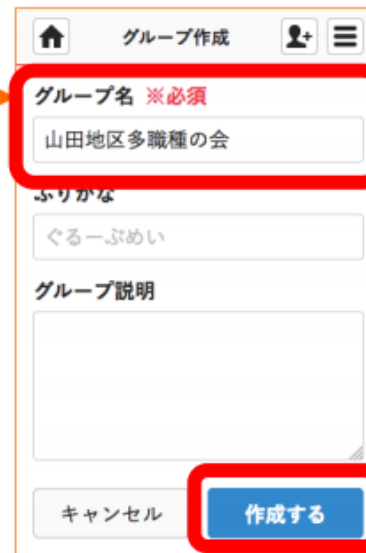 グループ作成
グループ名 ※必須
山田地区多職種の会
ふりがな
ぐるーぷめい
グループ説明
キャンセル
作成する